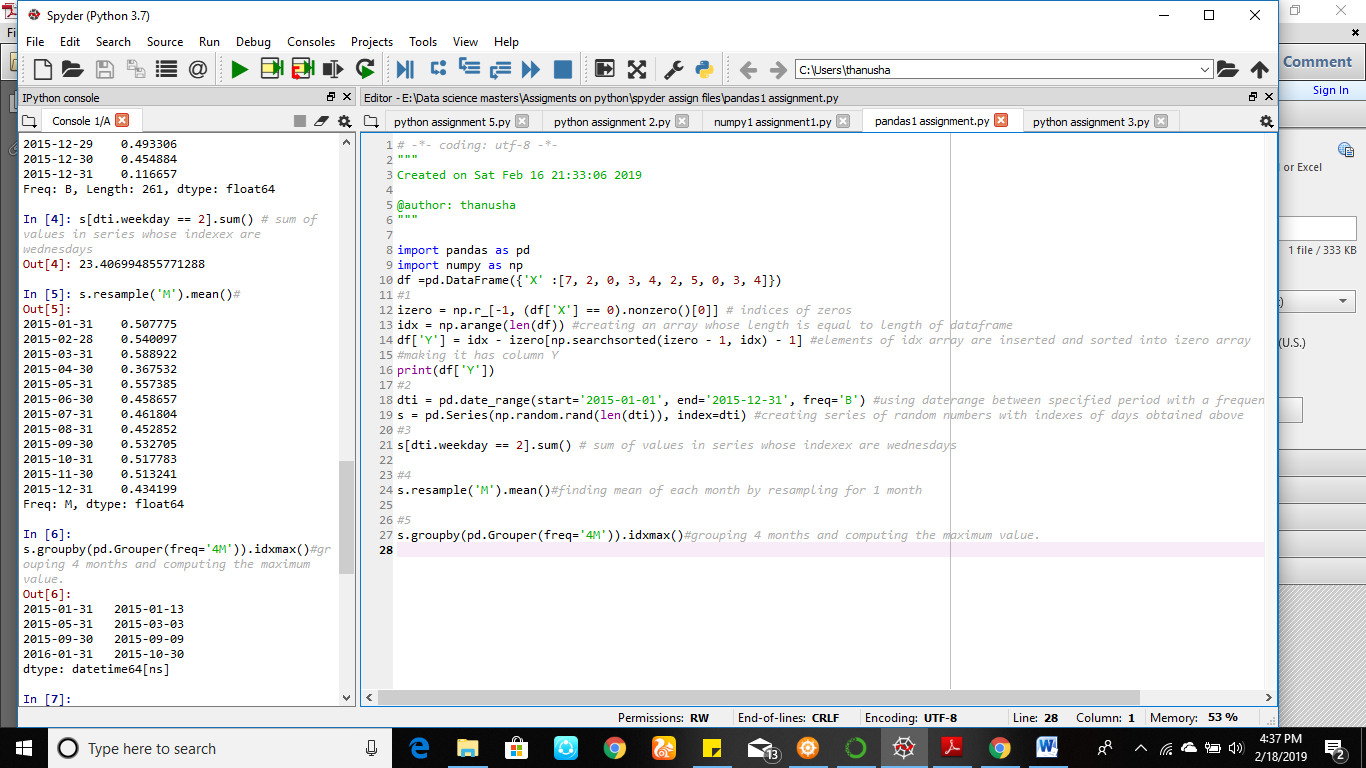 Spyder (Python 3.7)
File Edit Search Source Run Debug Consoles Projects Tools View Help
C:\Users\thanusha
Comment
Sign In
IPython console
Editor - E:\Data science masters\Assigments on python\spyder assign files\pandas1 assignment.py
Console 1/A
python assignment 5.py python assignment 2.py numpy1 assignment1.py pandas1 assignment.py python assignment 3.py
2015-12-29 0.493306
2015-12-30 0.454884
2015-12-31 0.116657
Freq: B, Length: 261, dtype: float64
In [4]: s[dti.weekday == 2].sum() # sum of
values in series whose indexex are
wednesdays
Out[4]: 23.406994855771288
In [5]: s.resample('M').mean()#
Out[5]:
2015-01-31 0.507775
2015-02-28 0.540097
2015-03-31 0.588922
2015-04-30 0.367532
2015-05-31 0.557385
2015-06-30 0.458657
2015-07-31 0.461804
2015-08-31 0.452852
2015-09-30 0.532705
2015-10-31 0.517783
2015-11-30 0.513241
2015-12-31 0.434199
Freq: M, dtype: float64
In [6]:
s.groupby(pd.Grouper(freq='4M')).idxmax()#gr
ouping 4 months and computing the maximum
value.
Out[6]:
2015-01-31 2015-01-13
2015-05-31 2015-03-03
2015-09-30 2015-09-09
2016-01-31 2015-10-30
dtype: datetime64[ns]
In [7]:
1 # -*- coding: utf-8 -*-
2 """
3 Created on Sat Feb 16 21:33:06 2019
4
5 @author: thanusha
6 """
7
8 import pandas as pd
9 import numpy as np
10 df =pd.DataFrame({'X' :[7, 2, 0, 3, 4, 2, 5, 0, 3, 4]})
11 #1
12 izero = np.r_[-1, (df['X'] == 0).nonzero()[0]] # indices of zeros
13 idx = np.arange(len(df)) #creating an array whose length is equal to length of dataframe
14 df['Y'] = idx - izero[np.searchsorted(izero - 1, idx) - 1] #elements of idx array are inserted and sorted into izero array
15 #making it has column Y
16 print(df['Y'])
17 #2
18 dti = pd.date_range(start='2015-01-01', end='2015-12-31', freq='B') #using daterange between specified period with a frequen
19 s = pd.Series(np.random.rand(len(dti)), index=dti) #creating series of random numbers with indexes of days obtained above
20 #3
21 s[dti.weekday == 2].sum() # sum of values in series whose indexex are wednesdays
22
23 #4
24 s.resample('M').mean()#finding mean of each month by resampling for 1 month
25
26 #5
27 s.groupby(pd.Grouper(freq='4M')).idxmax()#grouping 4 months and computing the maximum value.
28
or Excel
1 file / 333 KB
(U.S.)
Permissions: RW End-of-lines: CRLF Encoding: UTF-8 Line: 28 Column: 1 Memory: 53 %
Type here to search
13
4:37 PM
2/18/2019
2